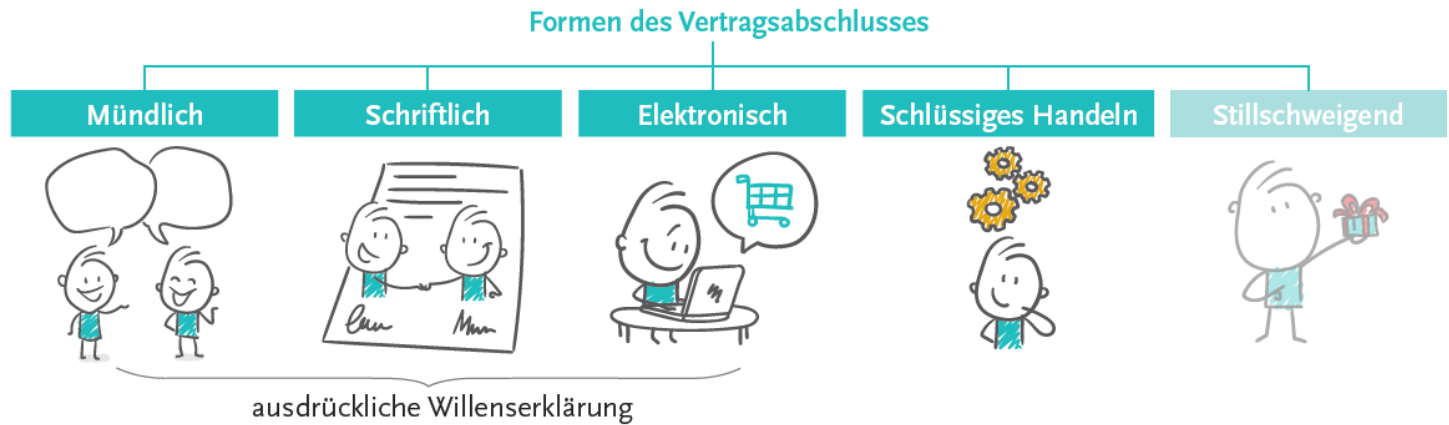 Formen des Vertragsabschlusses
Mündlich
Schriftlich
Elektronisch
Schlüssiges Handeln
Stillschweigend
ausdrückliche Willenserklärung